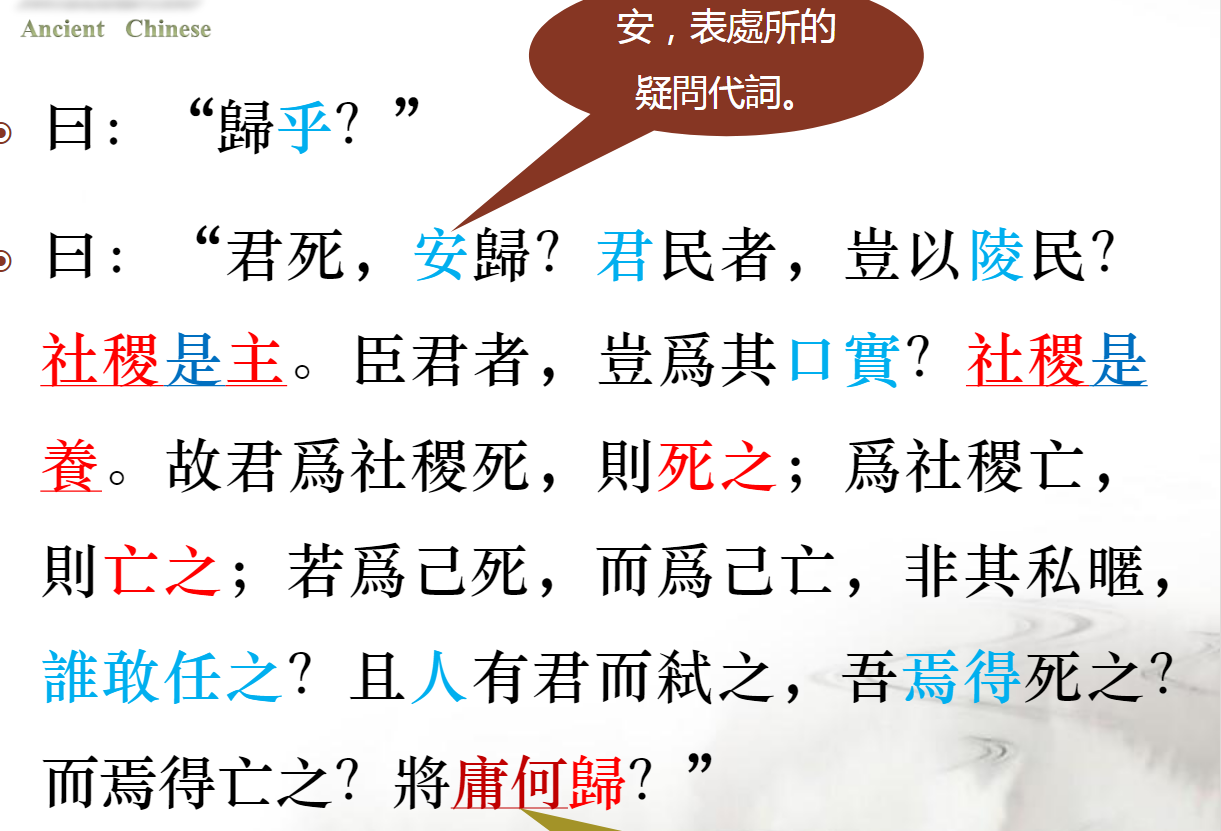 Ancient Chinese
安，表處所的
疑問代詞。
曰：“歸乎？”
曰：“君死，安歸？君民者，豈以陵民？
社稷是主。臣君者，豈爲其口實？社稷是
養。故君爲社稷死，則死之；爲社稷亡，
則亡之；若爲己死，而爲己亡，非其私暱，
誰敢任之？且人有君而弑之，吾焉得死之？
而焉得亡之？將庸何歸？”